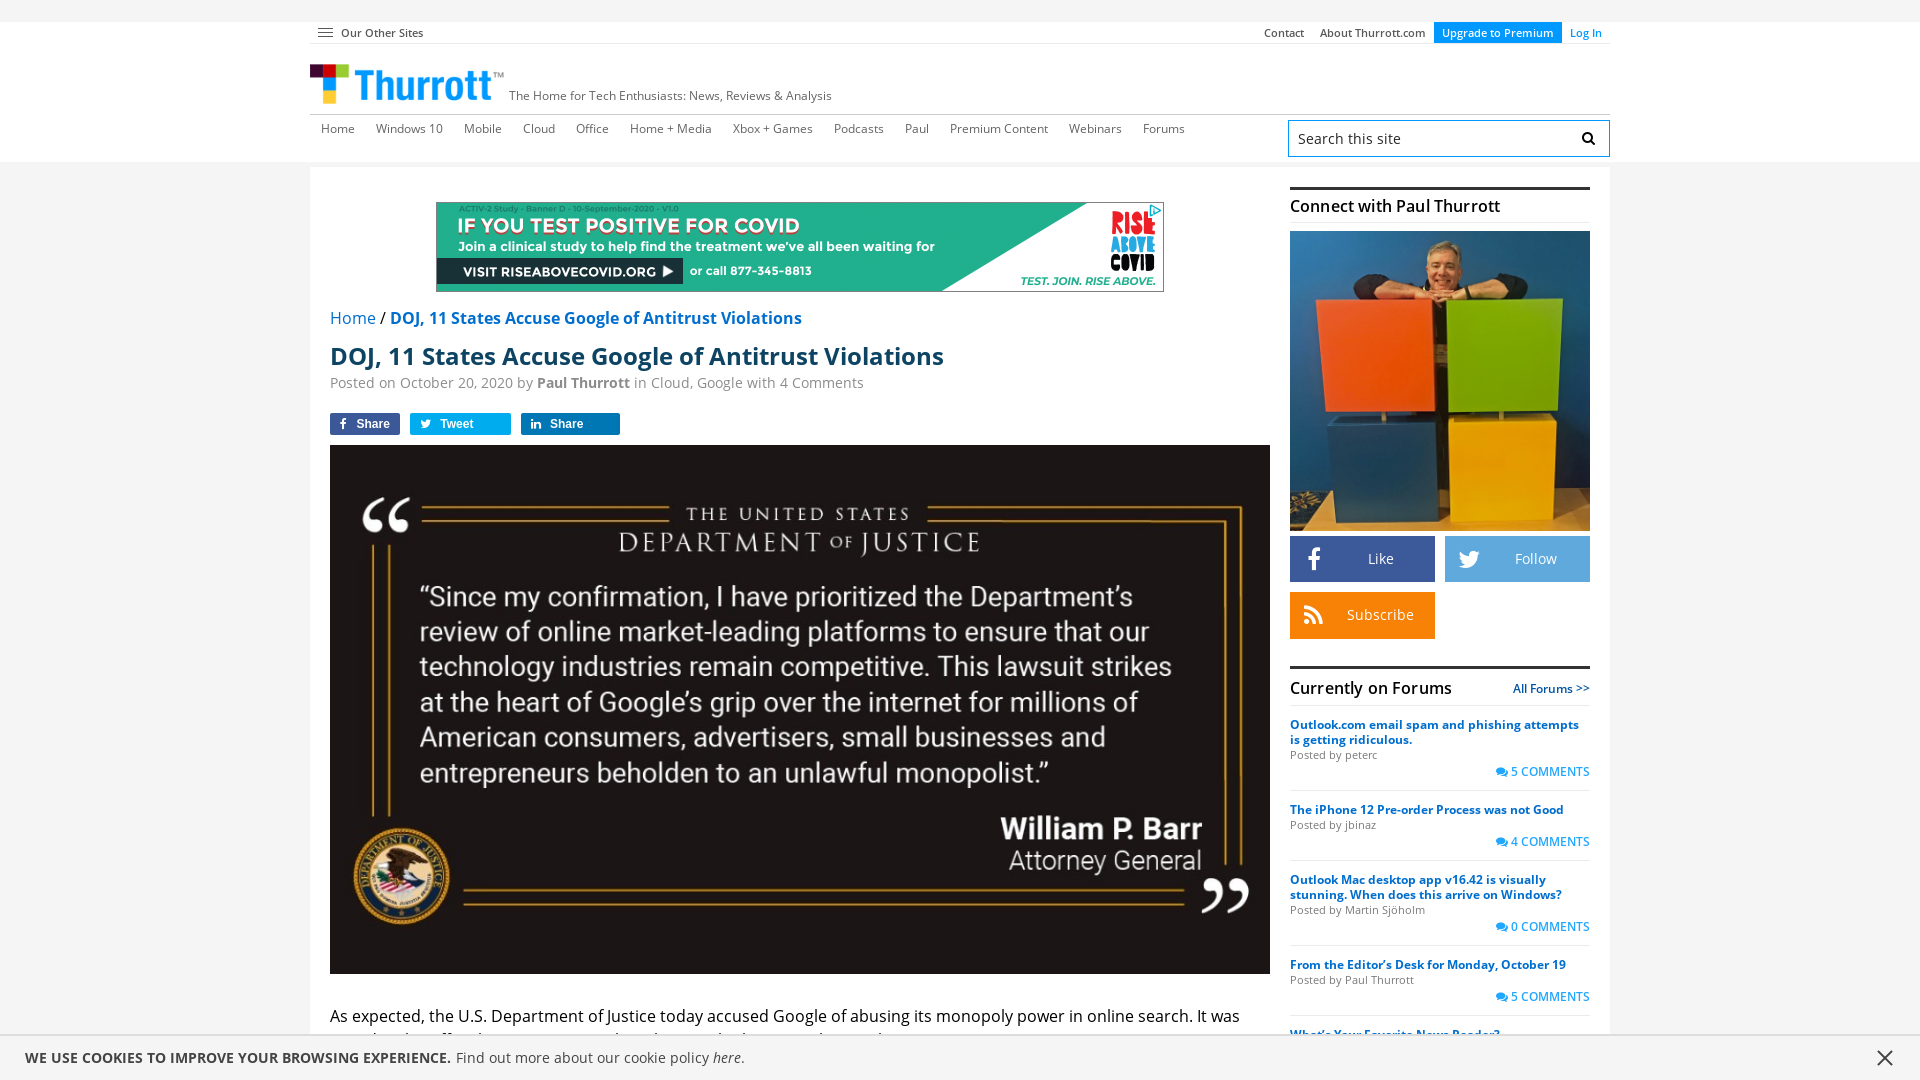 Our Other Sites
Contact
About Thurrott.com
Upgrade to Premium
Log In
Thurrott™
The Home for Tech Enthusiasts: News, Reviews & Analysis
Home
Windows 10
Mobile
Cloud
Office
Home + Media
Xbox + Games
Podcasts
Paul
Premium Content
Webinars
Forums
Search this site
ACTIV-2 Study - Banner D - 10-September-2020 - V1.0
IF YOU TEST POSITIVE FOR COVID
Join a clinical study to help find the treatment we've all been waiting for
VISIT RISEABOVECOVID.ORG
or call 877-345-8813
RISE
ABOVE
COVID
TEST. JOIN. RISE ABOVE.
Home / DOJ, 11 States Accuse Google of Antitrust Violations
DOJ, 11 States Accuse Google of Antitrust Violations
Posted on October 20, 2020 by Paul Thurrott in Cloud, Google with 4 Comments
Share
Tweet
Share
THE UNITED STATES
DEPARTMENT OF JUSTICE
“Since my confirmation, I have prioritized the Department’s
review of online market-leading platforms to ensure that our
technology industries remain competitive. This lawsuit strikes
at the heart of Google’s grip over the internet for millions of
American consumers, advertisers, small businesses and
entrepreneurs beholden to an unlawful monopolist.”
William P. Barr
Attorney General
As expected, the U.S. Department of Justice today accused Google of abusing its monopoly power in online search. It was
Connect with Paul Thurrott
Like
Follow
Subscribe
Currently on Forums
All Forums >>
Outlook.com email spam and phishing attempts
is getting ridiculous.
Posted by peterc
5 COMMENTS
The iPhone 12 Pre-order Process was not Good
Posted by jbinaz
4 COMMENTS
Outlook Mac desktop app v16.42 is visually
stunning. When does this arrive on Windows?
Posted by Martin Sjöholm
0 COMMENTS
From the Editor’s Desk for Monday, October 19
Posted by Paul Thurrott
5 COMMENTS
What’s Your Favorite News Reader?
WE USE COOKIES TO IMPROVE YOUR BROWSING EXPERIENCE. Find out more about our cookie policy here.